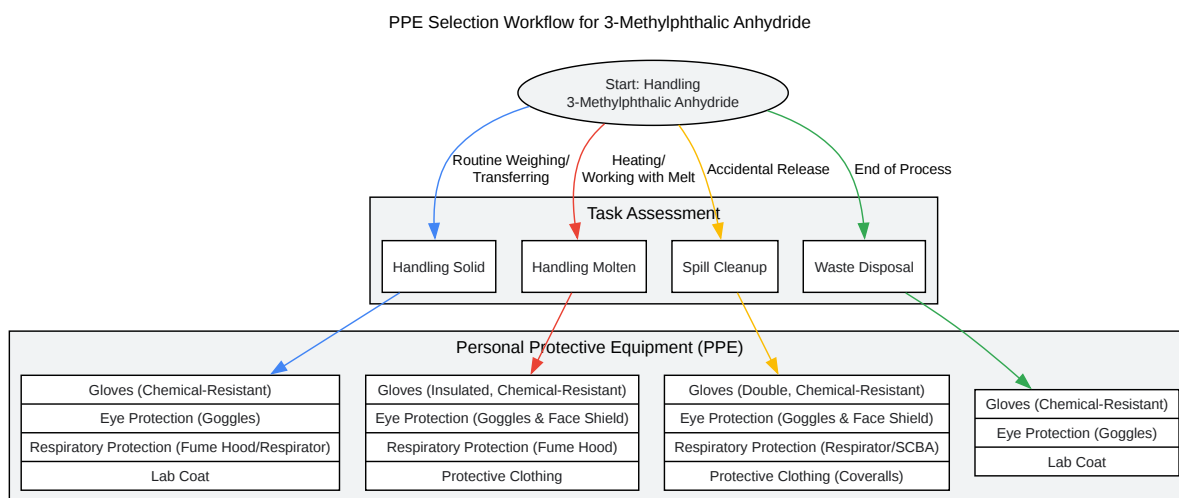 PPE Selection Workflow for 3-Methylphthalic Anhydride
Start: Handling
3-Methylphthalic Anhydride
Routine Weighing/
Transferring
Heating/
Working with Melt
Accidental Release
End of Process
Task Assessment
Handling Solid
Handling Molten
Spill Cleanup
Waste Disposal
Personal Protective Equipment (PPE)
Gloves (Chemical-Resistant)
Eye Protection (Goggles)
Respiratory Protection (Fume Hood/Respirator)
Lab Coat
Gloves (Insulated, Chemical-Resistant)
Eye Protection (Goggles & Face Shield)
Respiratory Protection (Fume Hood)
Protective Clothing
Gloves (Double, Chemical-Resistant)
Eye Protection (Goggles & Face Shield)
Respiratory Protection (Respirator/SCBA)
Protective Clothing (Coveralls)
Gloves (Chemical-Resistant)
Eye Protection (Goggles)
Lab Coat